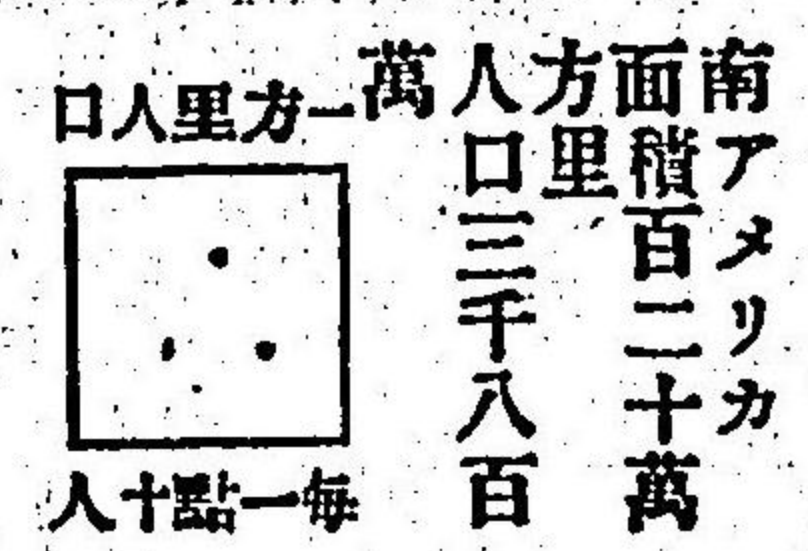 南アメリカ
面積百二十萬
方里
人口三千八百
萬
一方里人口
每一點十人